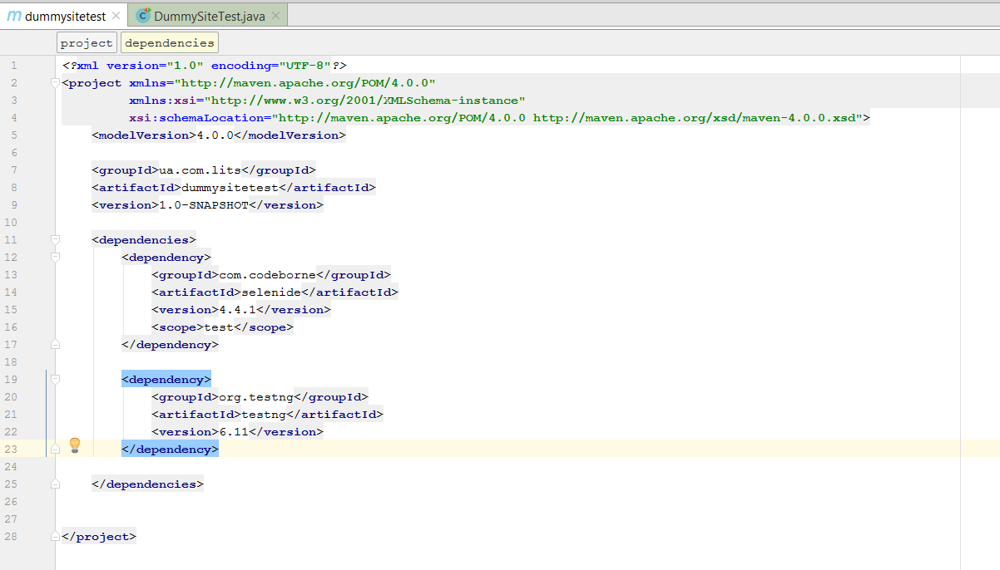 m dummysitetest ×   C DummySiteTest.java ×
project dependencies
1 <?xml version="1.0" encoding="UTF-8"?>
2 <project xmlns="http://maven.apache.org/POM/4.0.0"
3          xmlns:xsi="http://www.w3.org/2001/XMLSchema-instance"
4          xsi:schemaLocation="http://maven.apache.org/POM/4.0.0 http://maven.apache.org/xsd/maven-4.0.0.xsd">
5     <modelVersion>4.0.0</modelVersion>
6
7     <groupId>ua.com.lits</groupId>
8     <artifactId>dummysitetest</artifactId>
9     <version>1.0-SNAPSHOT</version>
10
11     <dependencies>
12         <dependency>
13             <groupId>com.codeborne</groupId>
14             <artifactId>selenide</artifactId>
15             <version>4.4.1</version>
16             <scope>test</scope>
17         </dependency>
18
19         <dependency>
20             <groupId>org.testng</groupId>
21             <artifactId>testng</artifactId>
22             <version>6.11</version>
23         </dependency>
24
25     </dependencies>
26
27
28 </project>